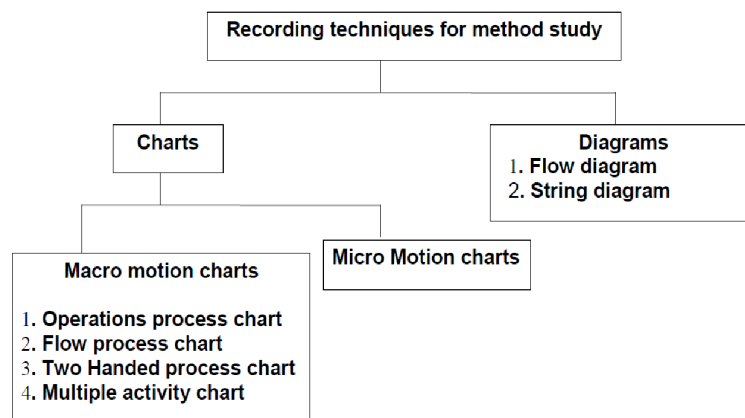 Recording techniques for method study
Charts
Diagrams
1. Flow diagram
2. String diagram
Macro motion charts
1. Operations process chart
2. Flow process chart
3. Two Handed process chart
4. Multiple activity chart
Micro Motion charts